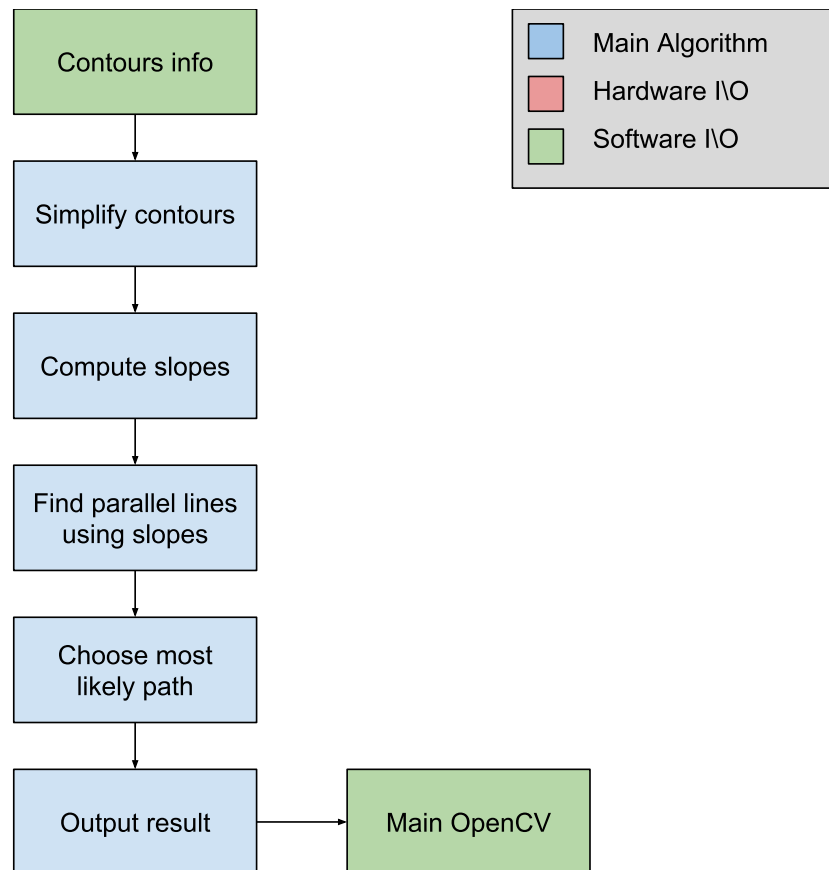 Contours info
Main Algorithm
Hardware I\O
Software I\O
Simplify contours
Compute slopes
Find parallel lines
using slopes
Choose most
likely path
Output result
Main OpenCV